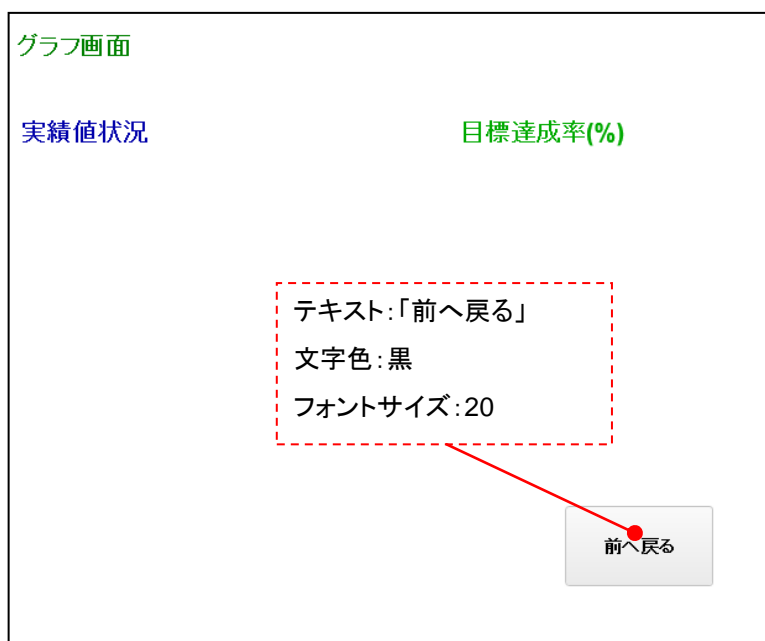 グラフ画面
実績値状況
目標達成率(%)
テキスト:「前へ戻る」
文字色:黒
フォントサイズ:20
前へ戻る